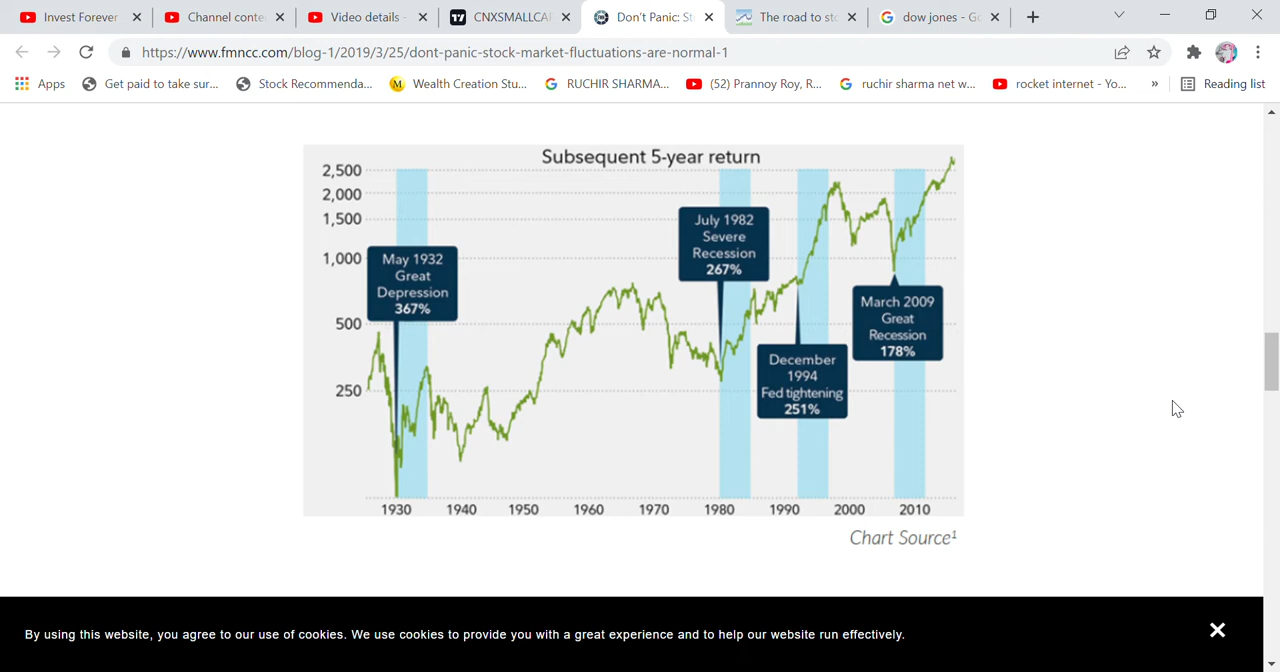 Invest Forever
Channel conte
Video details -
CNXSMALLCA
Don't Panic: St
The road to sto
dow jones - Go
https://www.fmncc.com/blog-1/2019/3/25/dont-panic-stock-market-fluctuations-are-normal-1
Apps
Get paid to take sur...
Stock Recommenda...
M
Wealth Creation Stu...
RUCHIR SHARMA...
(52) Prannoy Roy, R...
ruchir sharma net w...
rocket internet - Yo...
»
Reading list
Subsequent 5-year return
2,500
2,000
1,500
1,000
500
250
May 1932
Great
Depression
367%
July 1982
Severe
Recession
267%
December
1994
Fed tightening
251%
March 2009
Great
Recession
178%
1930 1940 1950 1960 1970 1980 1990 2000 2010
Chart Source¹
By using this website, you agree to our use of cookies. We use cookies to provide you with a great experience and to help our website run effectively.